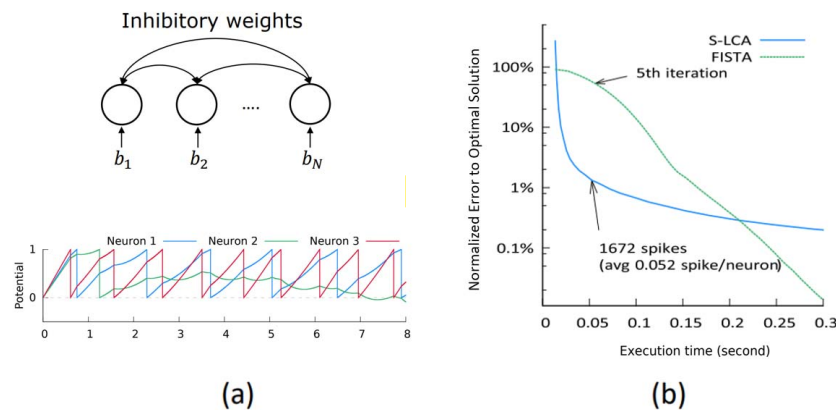 Inhibitory weights
....
b₁ b₂ b_N
Neuron 1 Neuron 2 Neuron 3
Potential
1
0
0 1 2 3 4 5 6 7 8
(a)
S-LCA
FISTA
Normalized Error to Optimal Solution
100%
10%
1%
0.1%
5th iteration
1672 spikes
(avg 0.052 spike/neuron)
0 0.05 0.1 0.15 0.2 0.25 0.3
Execution time (second)
(b)